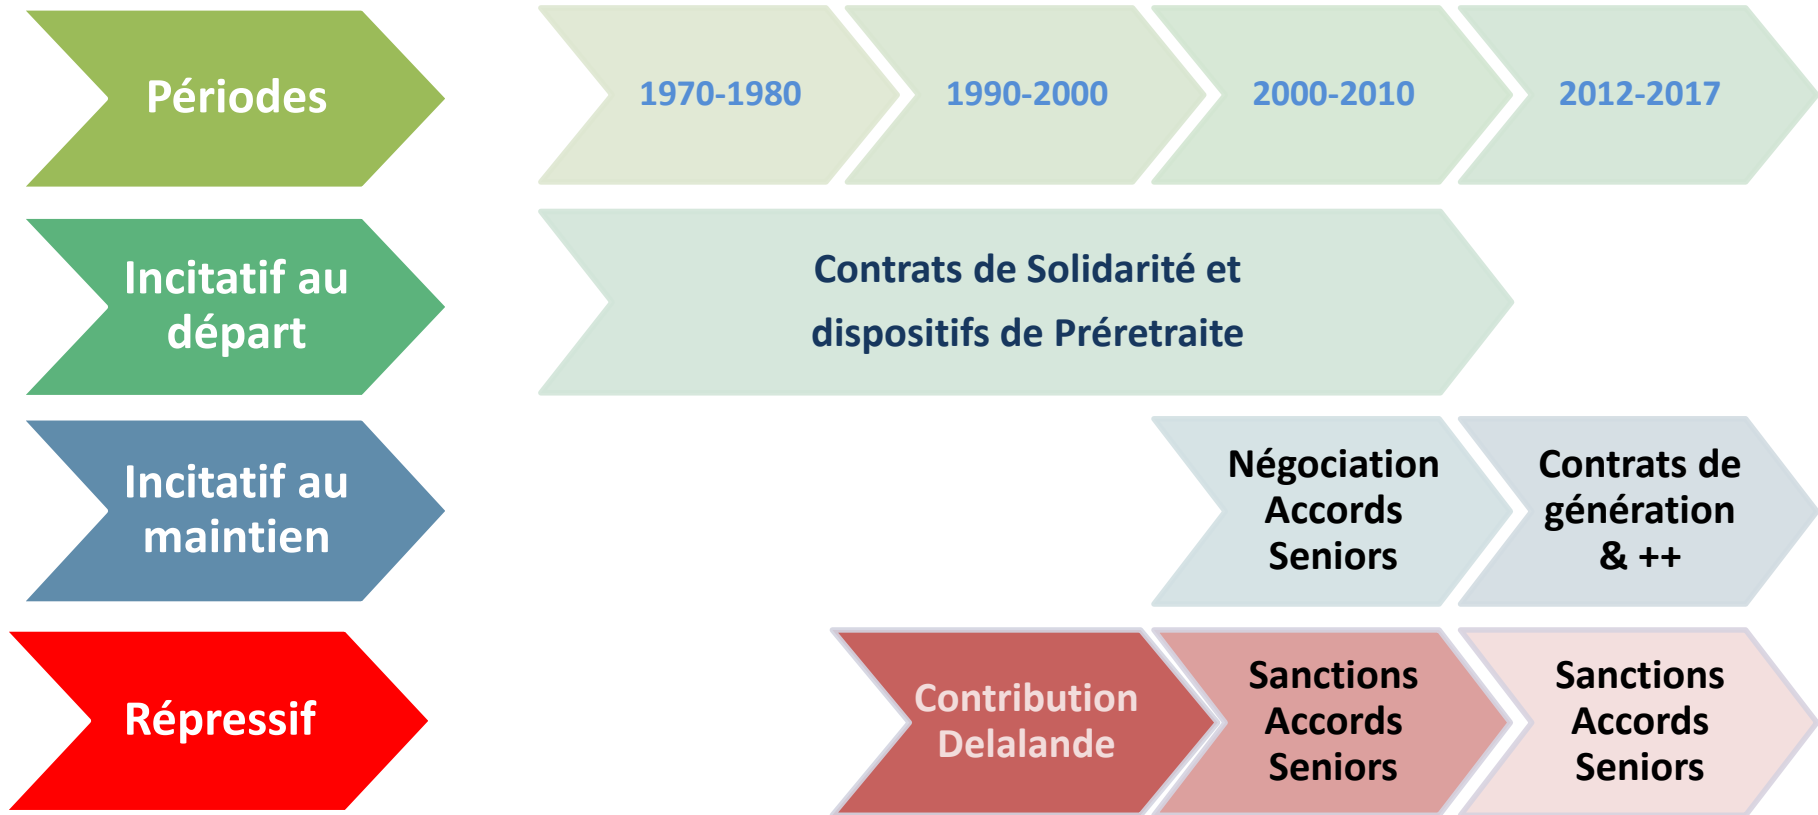 Périodes
1970-1980
1990-2000
2000-2010
2012-2017
Incitatif au
départ
Contrats de Solidarité et
dispositifs de Préretraite
Incitatif au
maintien
Négociation
Accords
Seniors
Contrats de
génération
& ++
Répressif
Contribution
Delalande
Sanctions
Accords
Seniors
Sanctions
Accords
Seniors